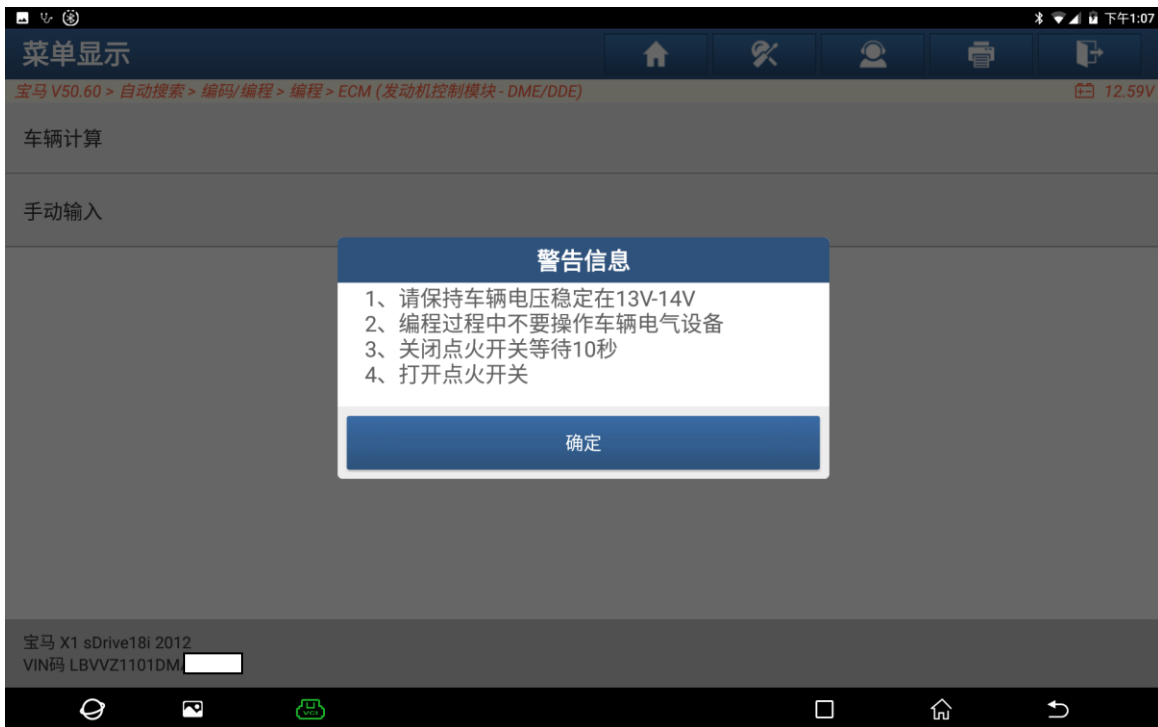 下午1:07
菜单显示
宝马 V50.60 > 自动搜索 > 编码/编程 > 编程 > ECM (发动机控制模块 - DME/DDE)
12.59V
车辆计算
手动输入
警告信息
1、请保持车辆电压稳定在13V-14V
2、编程过程中不要操作车辆电气设备
3、关闭点火开关等待10秒
4、打开点火开关
确定
宝马 X1 sDrive18i 2012
VIN码 LBVVZ1101DM
VCI